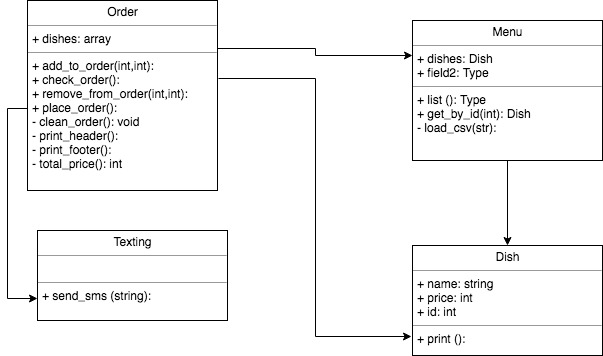 Order
+ dishes: array
+ add_to_order(int,int):
+ check_order():
+ remove_from_order(int,int):
+ place_order():
- clean_order(): void
- print_header():
- print_footer():
- total_price(): int
Menu
+ dishes: Dish
+ field2: Type
+ list (): Type
+ get_by_id(int): Dish
- load_csv(str):
Texting
+ send_sms (string):
Dish
+ name: string
+ price: int
+ id: int
+ print ():